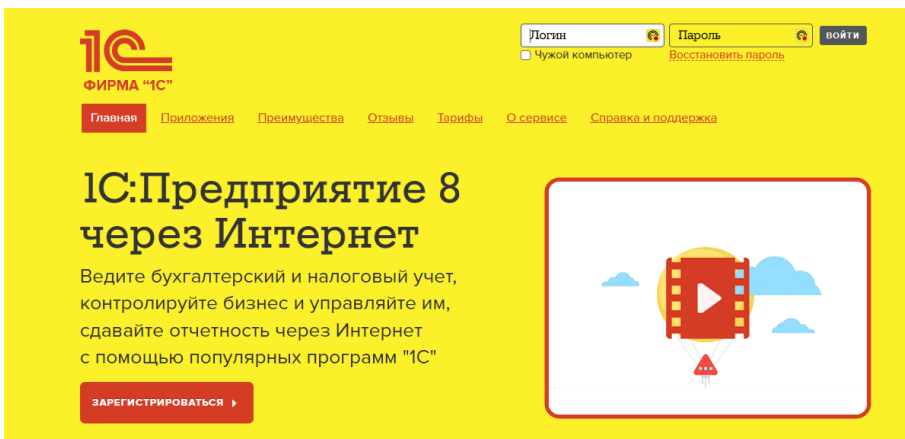 1С
ФИРМА “1С”
Логин
Пароль
ВОЙТИ
Чужой компьютер
Восстановить пароль
Главная
Приложения
Преимущества
Отзывы
Тарифы
О сервисе
Справка и поддержка
1С:Предприятие 8
через Интернет
Ведите бухгалтерский и налоговый учет,
контролируйте бизнес и управляйте им,
сдавайте отчетность через Интернет
с помощью популярных программ "1С"
ЗАРЕГИСТРИРОВАТЬСЯ